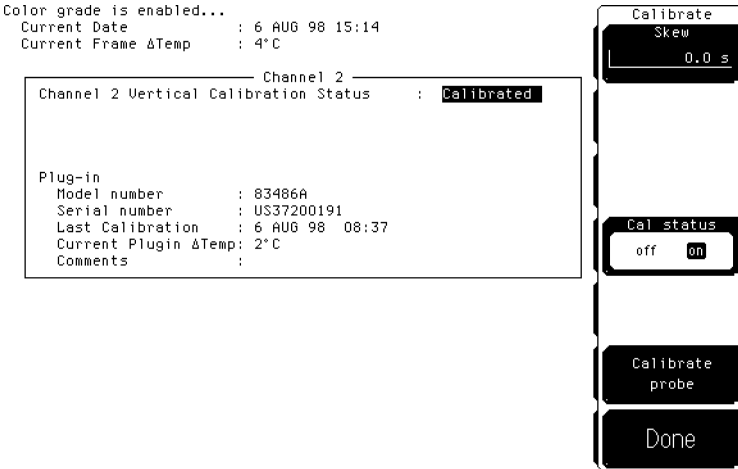 Color grade is enabled...
Current Date : 6 AUG 98 15:14
Current Frame ΔTemp : 4°C
Channel 2
Channel 2 Vertical Calibration Status : Calibrated
Plug-in
Model number : 83486A
Serial number : US37200191
Last Calibration : 6 AUG 98 08:37
Current Plugin ΔTemp: 2°C
Comments :
Calibrate
Skew
0.0 s
Cal status
off on
Calibrate
probe
Done